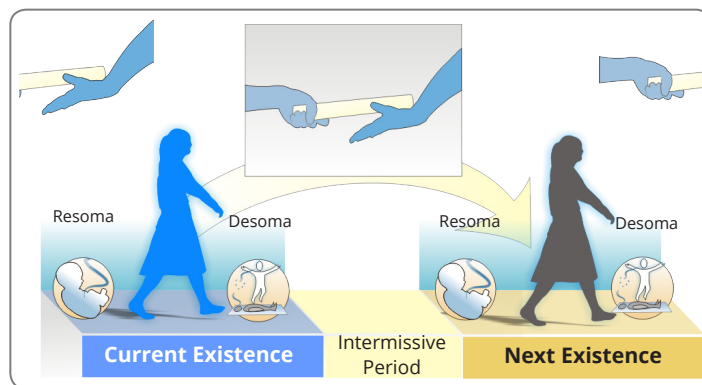 Resoma
Desoma
Resoma
Desoma
Current Existence
Intermissive
Period
Next Existence